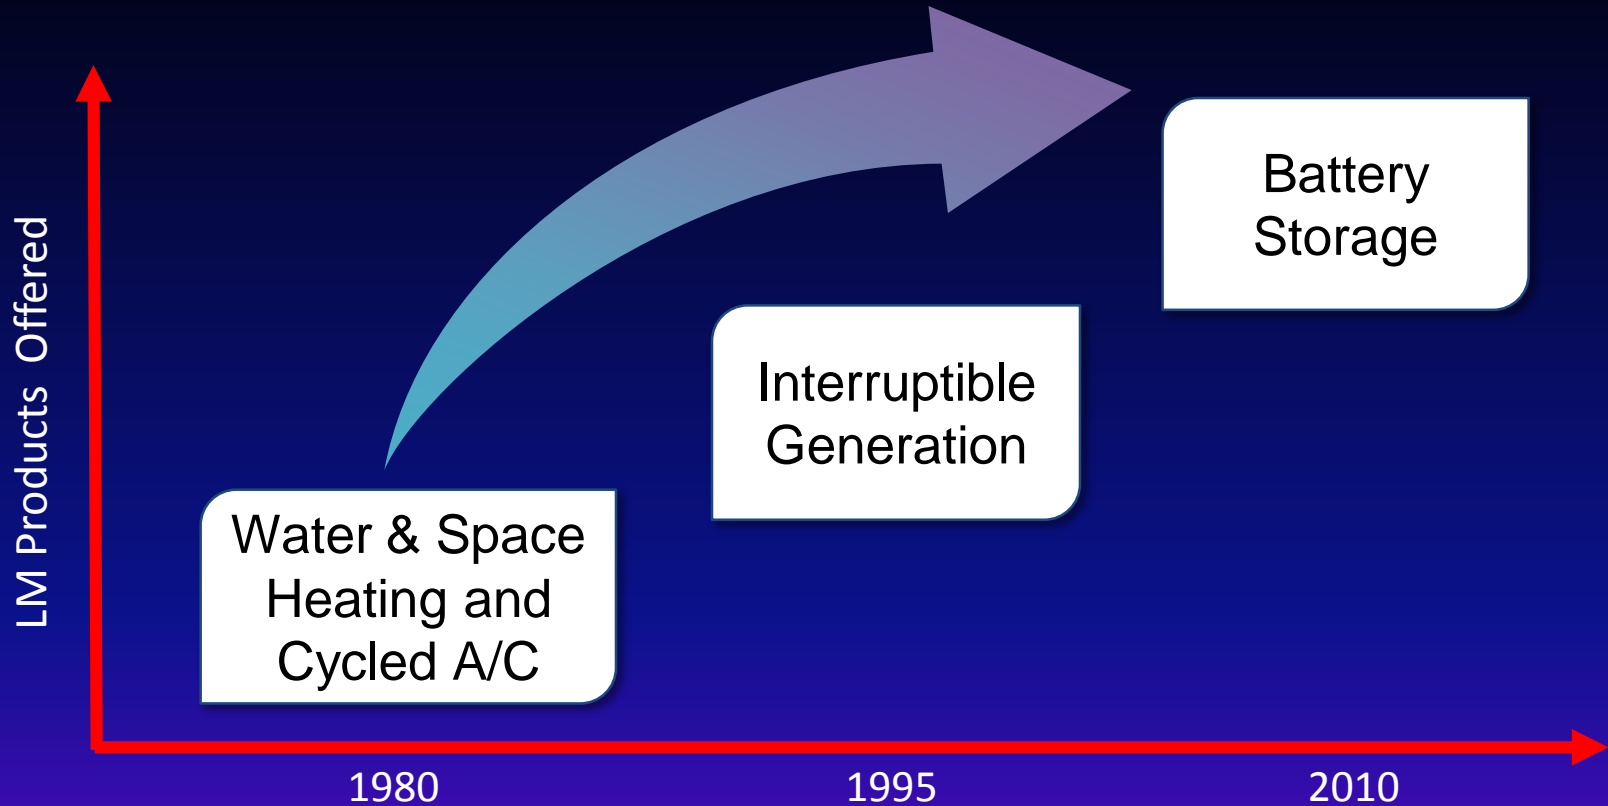 LM Products Offered
Battery
Storage
Interruptible
Generation
Water & Space
Heating and
Cycled A/C
1980
1995
2010